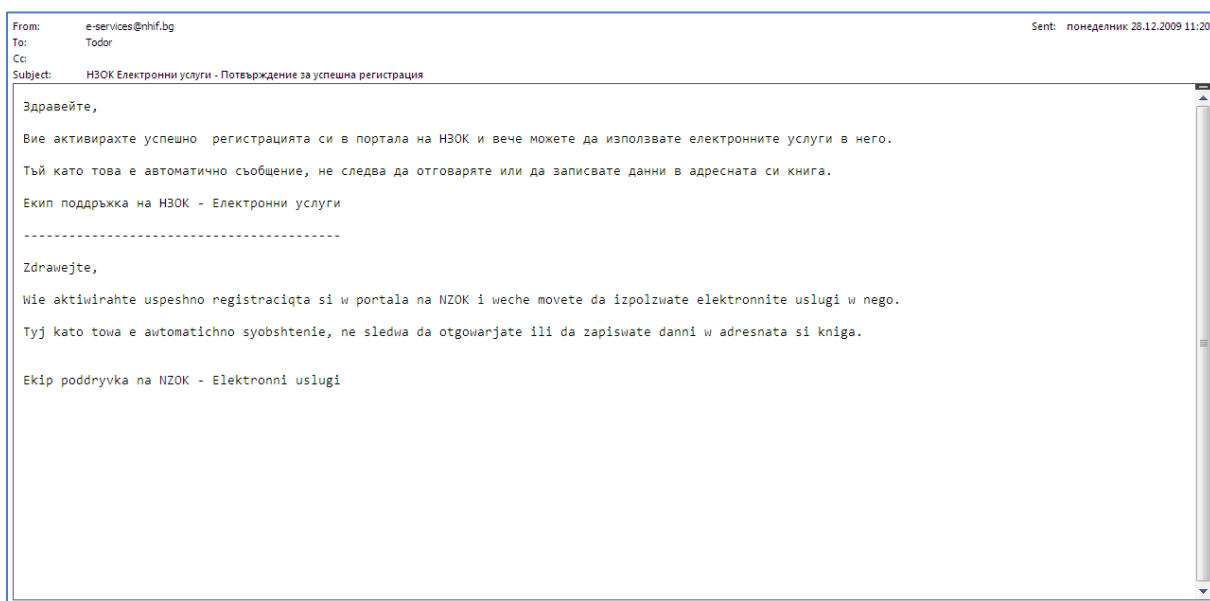 From: e-services@nhif.bg Sent: понеделник 28.12.2009 11:20
To: Todor
Cc:
Subject: НЗОК Електронни услуги - Потвърждение за успешна регистрация
Здравейте,
Вие активирахте успешно  регистрацията си в портала на НЗОК и вече можете да използвате електронните услуги в него.
Тъй като това е автоматично съобщение, не следва да отговаряте или да записвате данни в адресната си книга.
Екип поддръжка на НЗОК - Електронни услуги
------------------------------------------
Zdrawejte,
Wie aktiwirahte uspeshno registraciqta si w portala na NZOK i weche movete da izpolzwate elektronnite uslugi w nego.
Tyj kato towa e awtomatichno syobshtenie, ne sledwa da otgowarjate ili da zapiswate danni w adresnata si kniga.
Ekip poddryvka na NZOK - Elektronni uslugi